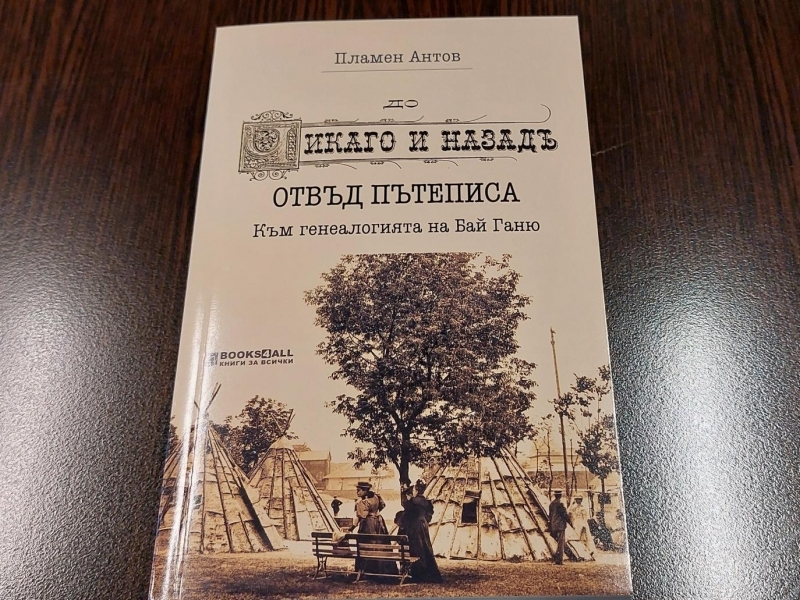 Пламен Антов
До
Чикаго и назадъ
ОТВЪД ПЪТЕПИСА
Към генеалогията на Бай Ганю
BOOKS4ALL
КНИГИ ЗА ВСИЧКИ